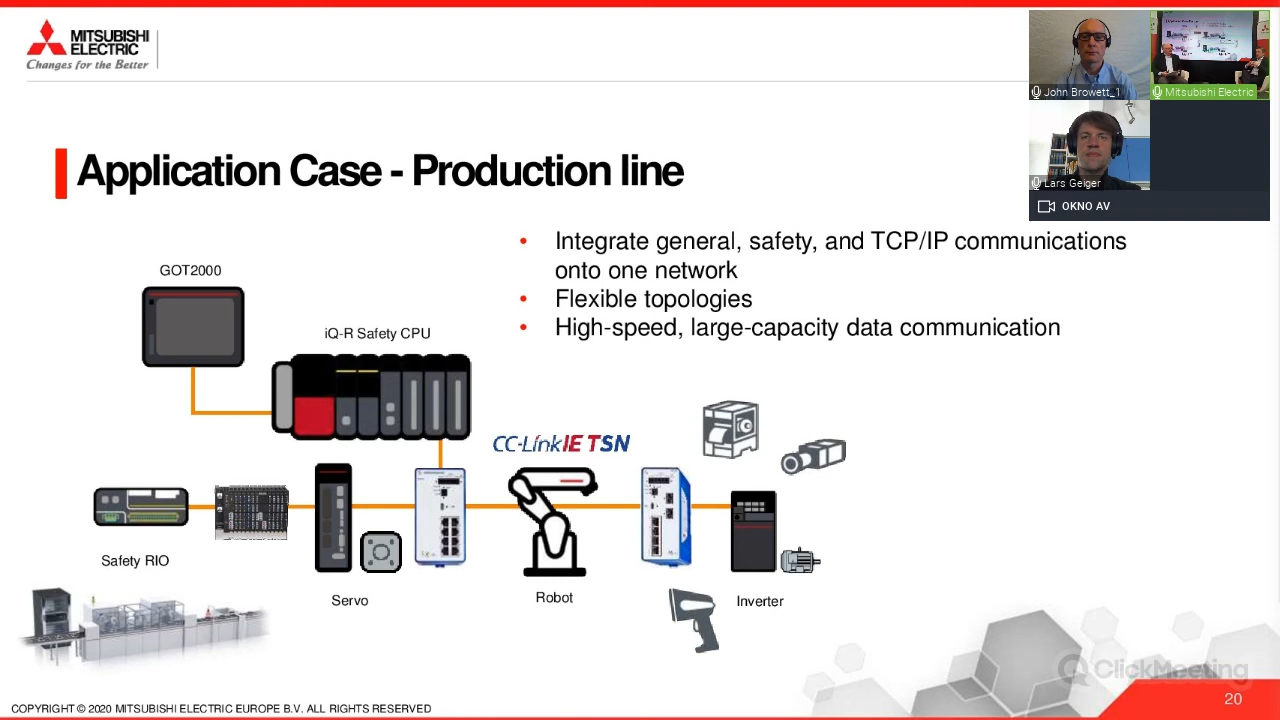 MITSUBISHI
ELECTRIC
Changes for the Better
John Browett_1
Mitsubishi Electric
Lars Geiger
OKNO AV
Application Case - Production line
• Integrate general, safety, and TCP/IP communications
onto one network
• Flexible topologies
• High-speed, large-capacity data communication
GOT2000
iQ-R Safety CPU
CC-Link IE TSN
Safety RIO
Servo
Robot
Inverter
ClickMeeting
COPYRIGHT © 2020 MITSUBISHI ELECTRIC EUROPE B.V. ALL RIGHTS RESERVED
20